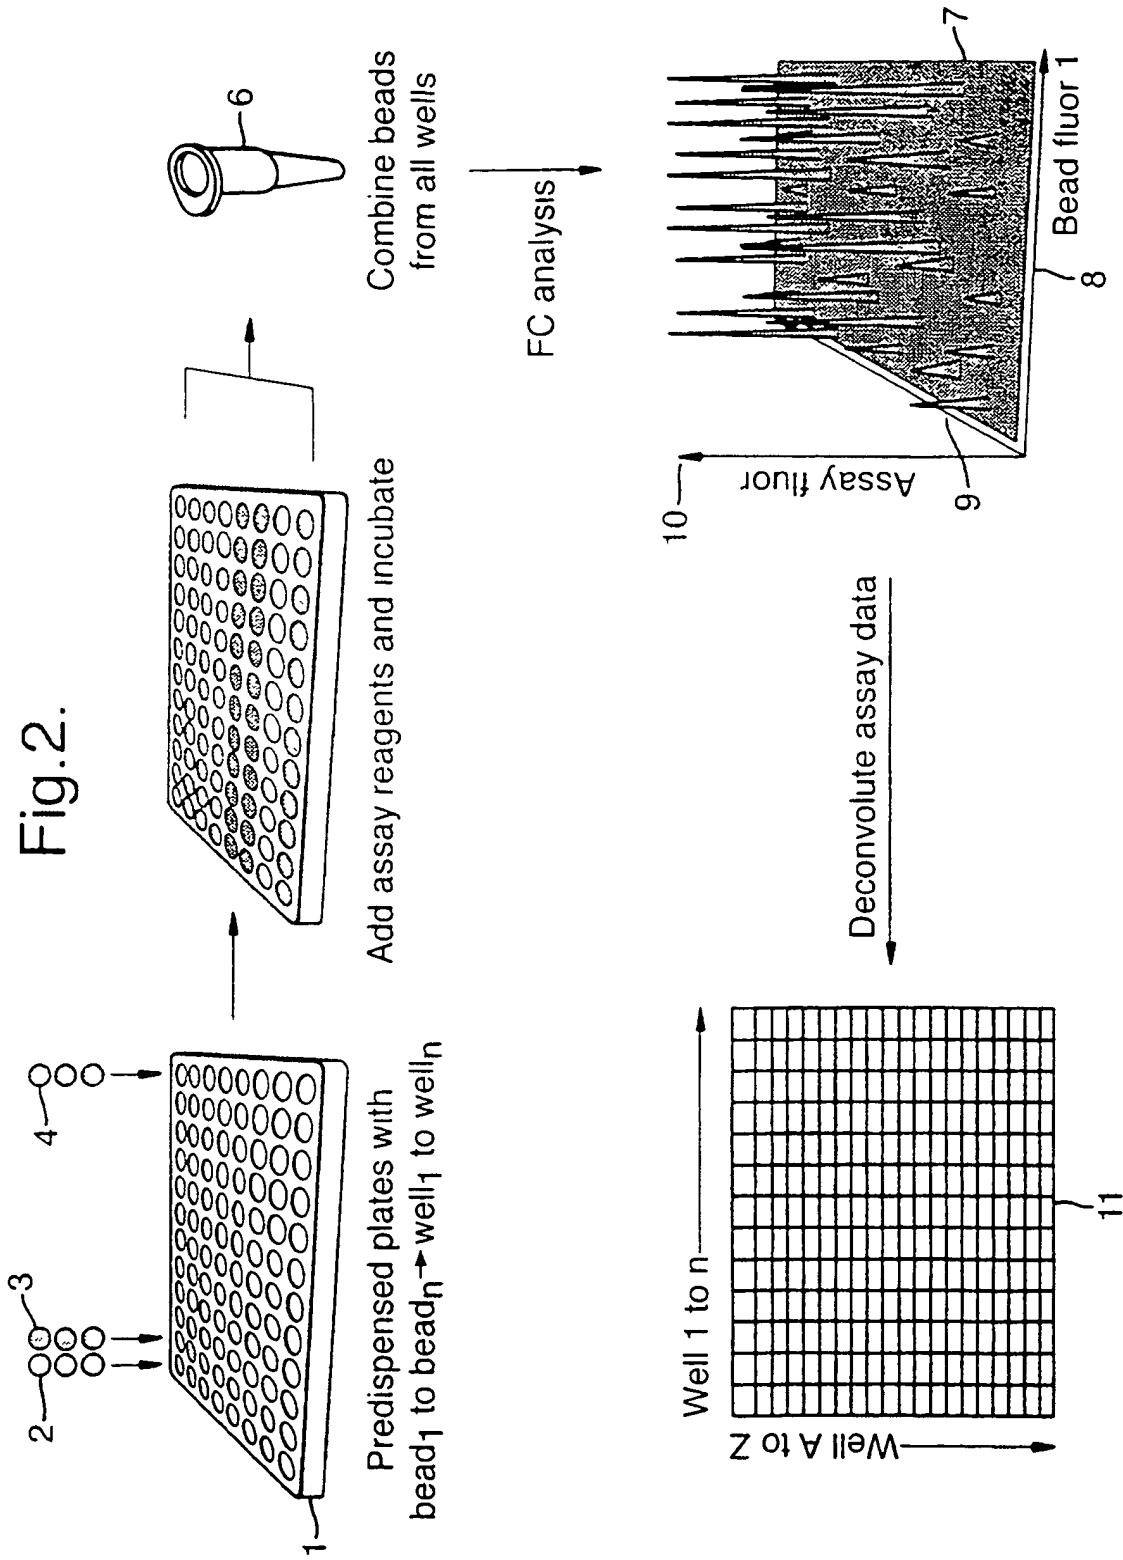 Fig.2.
2
3
4
1
Predispensed plates with
bead1 to beadn→well1 to welln
Add assay reagents and incubate
6
Combine beads
from all wells
FC analysis
7
Bead fluor 1
8
9
Assay fluor
10
Deconvolute assay data
Well 1 to n
Well A to Z
11